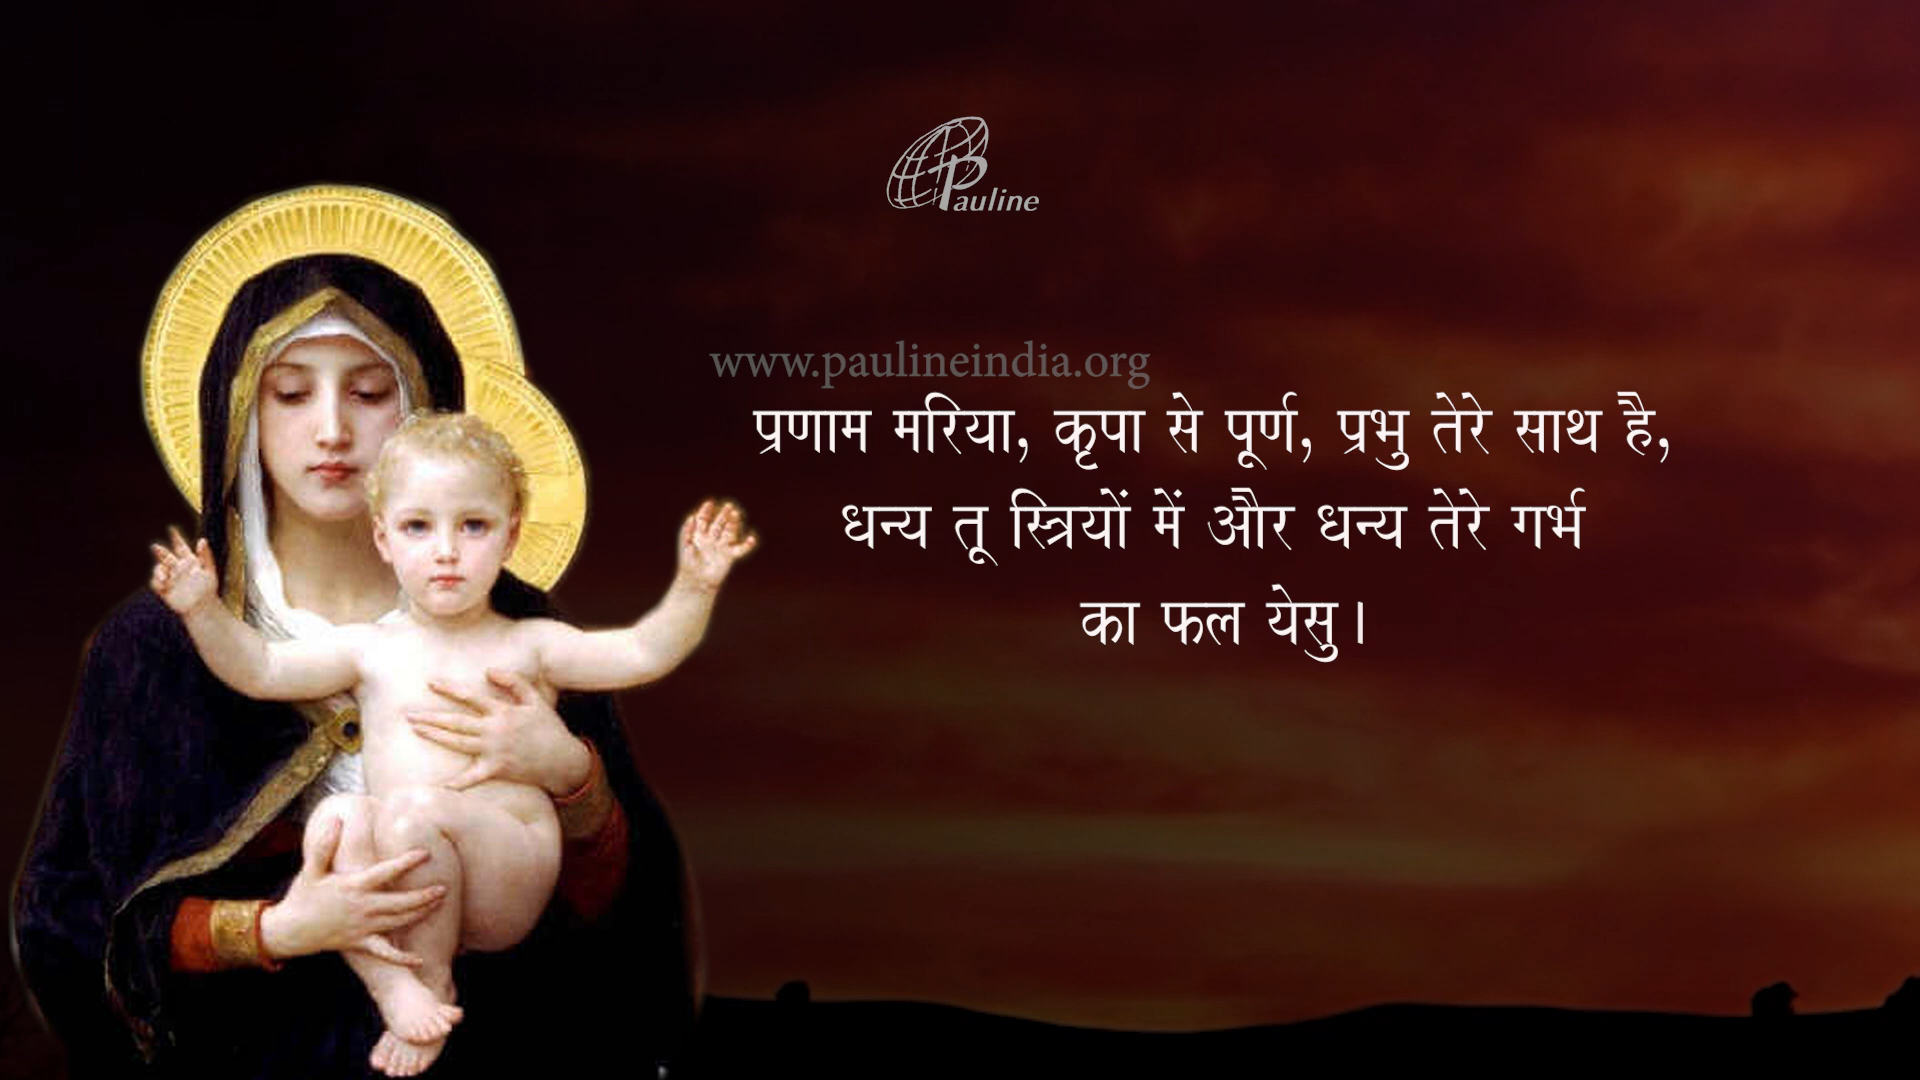 Pauline
www.paulineindia.org
प्रणाम मरिया, कृपा से पूर्ण, प्रभु तेरे साथ है,
धन्य तू स्त्रियों में और धन्य तेरे गर्भ
का फल येसु।